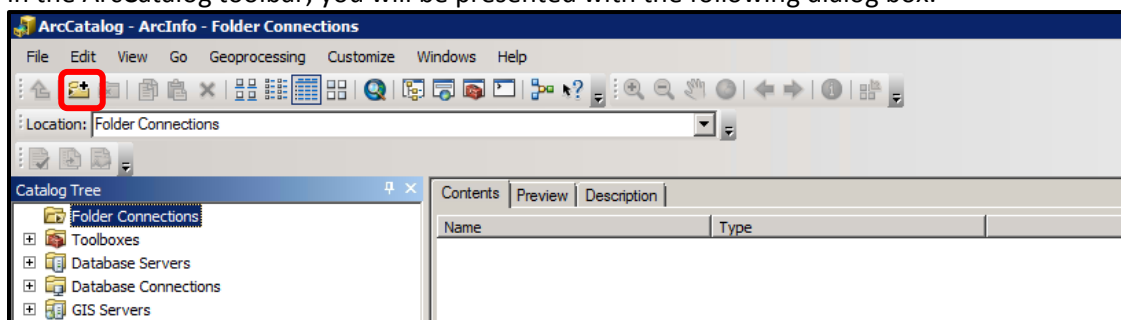 in the ArcCatalog toolbar, you will be presented with the following dialog box.
ArcCatalog - ArcInfo - Folder Connections
File Edit View Go Geoprocessing Customize Windows Help
Location: Folder Connections
Catalog Tree
Contents Preview Description
Folder Connections
Name Type
Toolboxes
Database Servers
Database Connections
GIS Servers